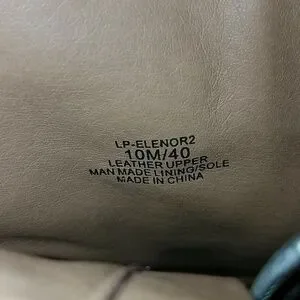 LP-ELENOR2
10M/40
LEATHER UPPER
MAN MADE LINING/SOLE
MADE IN CHINA